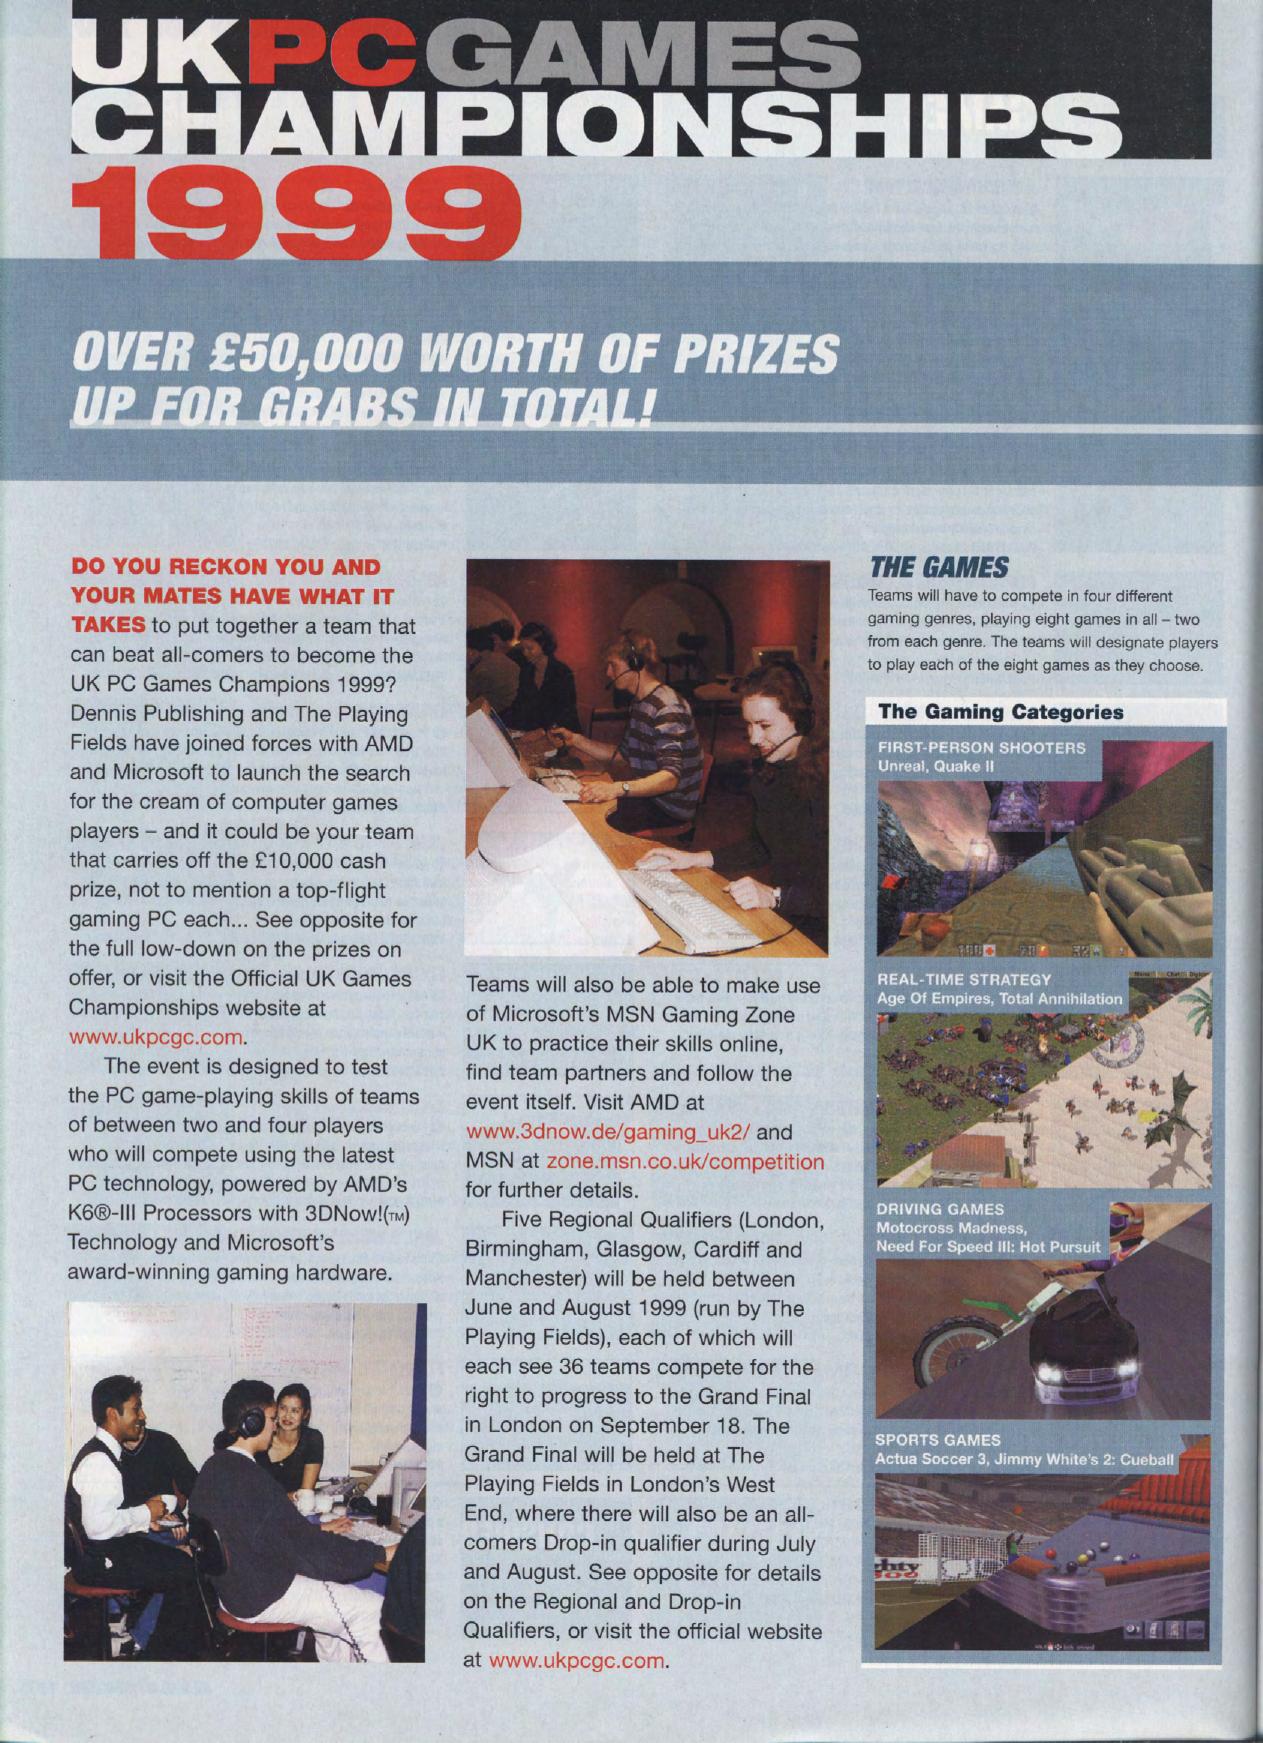 UK PC GAMES
CHAMPIONSHIPS
1999
OVER £50,000 WORTH OF PRIZES
UP FOR GRABS IN TOTAL!
DO YOU RECKON YOU AND
YOUR MATES HAVE WHAT IT
TAKES to put together a team that
can beat all-comers to become the
UK PC Games Champions 1999?
Dennis Publishing and The Playing
Fields have joined forces with AMD
and Microsoft to launch the search
for the cream of computer games
players – and it could be your team
that carries off the £10,000 cash
prize, not to mention a top-flight
gaming PC each... See opposite for
the full low-down on the prizes on
offer, or visit the Official UK Games
Championships website at
www.ukpcgc.com.
The event is designed to test
the PC game-playing skills of teams
of between two and four players
who will compete using the latest
PC technology, powered by AMD's
K6®-III Processors with 3DNow!(TM)
Technology and Microsoft's
award-winning gaming hardware.
Teams will also be able to make use
of Microsoft's MSN Gaming Zone
UK to practice their skills online,
find team partners and follow the
event itself. Visit AMD at
www.3dnow.de/gaming_uk2/ and
MSN at zone.msn.co.uk/competition
for further details.
Five Regional Qualifiers (London,
Birmingham, Glasgow, Cardiff and
Manchester) will be held between
June and August 1999 (run by The
Playing Fields), each of which will
each see 36 teams compete for the
right to progress to the Grand Final
in London on September 18. The
Grand Final will be held at The
Playing Fields in London's West
End, where there will also be an all-
comers Drop-in qualifier during July
and August. See opposite for details
on the Regional and Drop-in
Qualifiers, or visit the official website
at www.ukpcgc.com.
THE GAMES
Teams will have to compete in four different
gaming genres, playing eight games in all – two
from each genre. The teams will designate players
to play each of the eight games as they choose.
The Gaming Categories
FIRST-PERSON SHOOTERS
Unreal, Quake II
REAL-TIME STRATEGY
Age Of Empires, Total Annihilation
DRIVING GAMES
Motocross Madness,
Need For Speed III: Hot Pursuit
SPORTS GAMES
Actua Soccer 3, Jimmy White's 2: Cueball